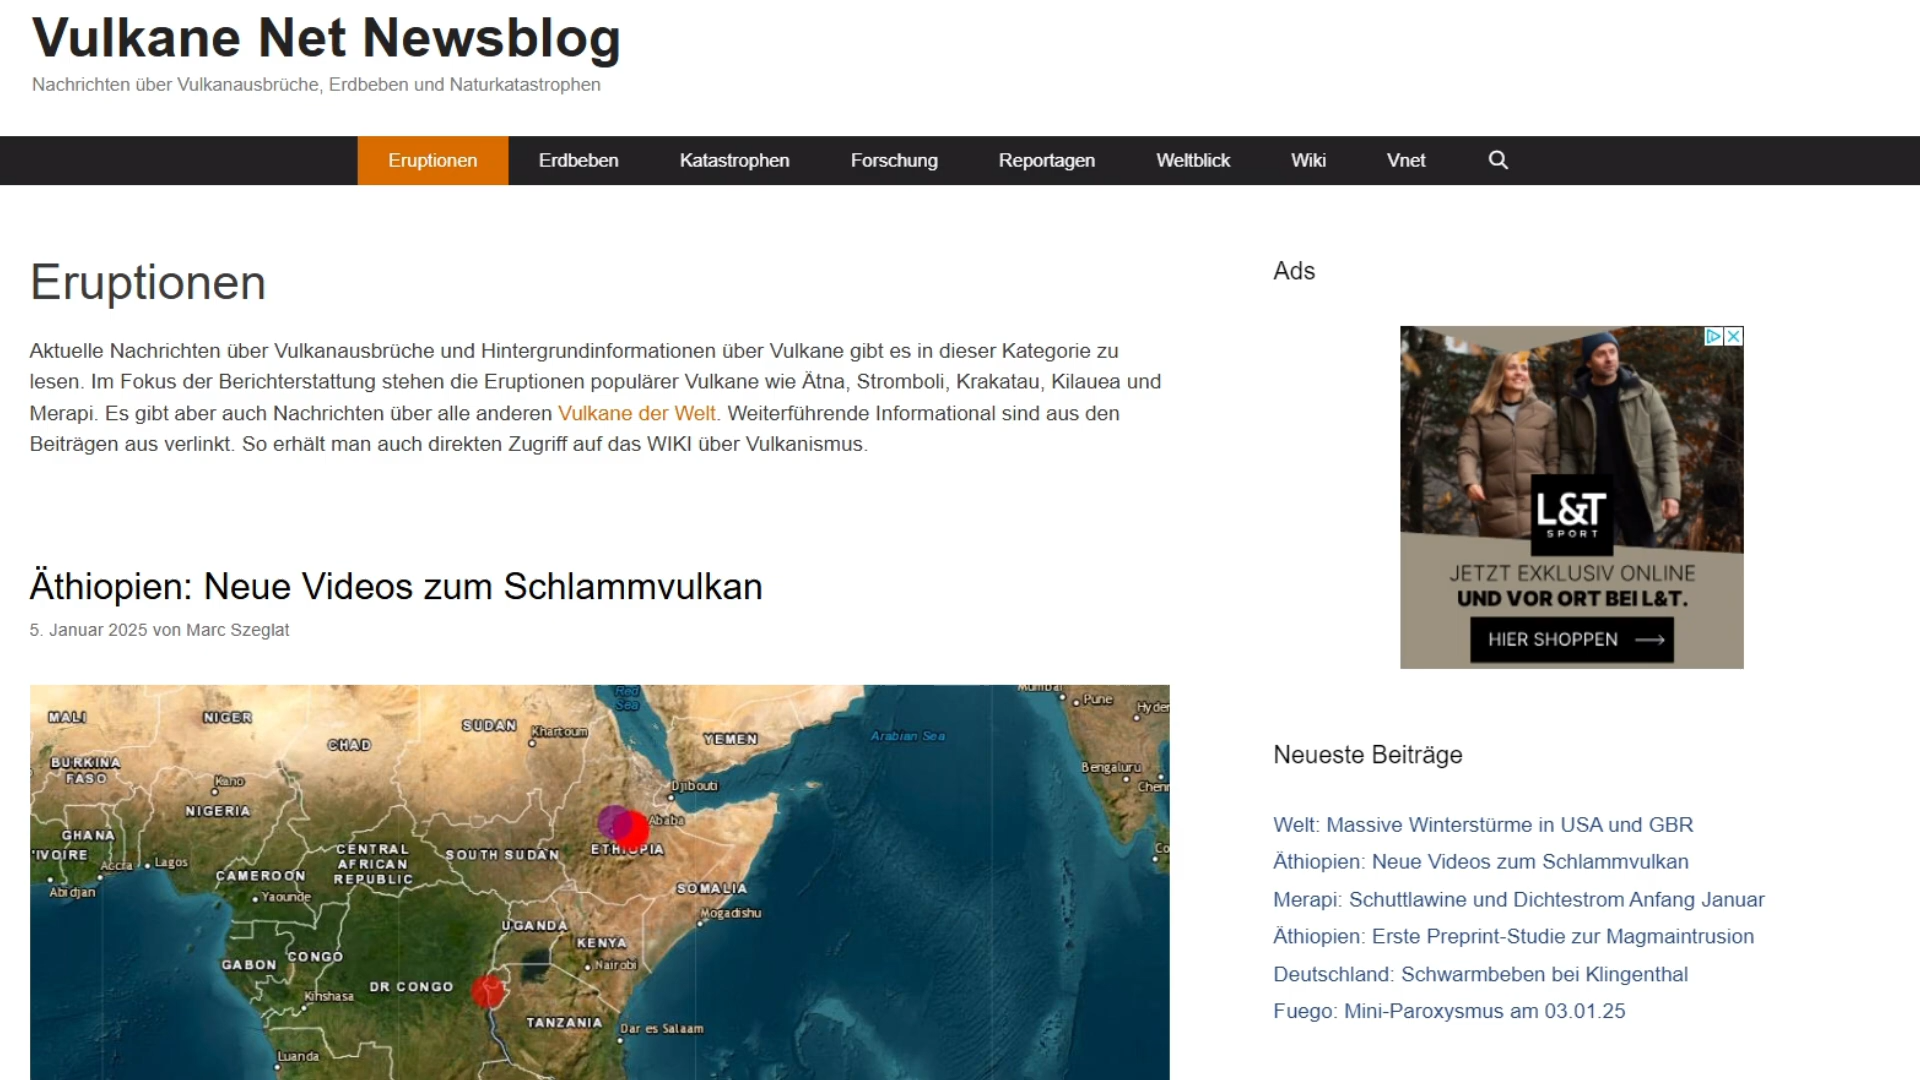 Vulkane Net Newsblog
Nachrichten über Vulkanausbrüche, Erdbeben und Naturkatastrophen
Eruptionen Erdbeben Katastrophen Forschung Reportagen Weltblick Wiki Vnet
Eruptionen
Aktuelle Nachrichten über Vulkanausbrüche und Hintergrundinformationen über Vulkane gibt es in dieser Kategorie zu
lesen. Im Fokus der Berichterstattung stehen die Eruptionen populärer Vulkane wie Ätna, Stromboli, Krakatau, Kilauea und
Merapi. Es gibt aber auch Nachrichten über alle anderen Vulkane der Welt. Weiterführende Informational sind aus den
Beiträgen aus verlinkt. So erhält man auch direkten Zugriff auf das WIKI über Vulkanismus.
Äthiopien: Neue Videos zum Schlammvulkan
5. Januar 2025 von Marc Szeglat
Red
Sea
MALI
NIGER
CHAD
SUDAN
Khartoum
YEMEN
Arabian Sea
Mumbai
Pune
Hyder
BURKINA
FASO
Kano
NIGERIA
Djibouti
Bengaluru
Chenn
GHANA
Ababa
'IVOIRE
Accra
Lagos
CENTRAL
AFRICAN
REPUBLIC
SOUTH SUDAN
ETHIOPIA
Co
Abidjan
CAMEROON
Yaounde
SOMALIA
Mogadishu
UGANDA
KENYA
Nairobi
GABON
CONGO
DR CONGO
Kinshasa
TANZANIA
Dar es Salaam
Luanda
Ads
L&T
SPORT
JETZT EXKLUSIV ONLINE
UND VOR ORT BEI L&T.
HIER SHOPPEN
Neueste Beiträge
Welt: Massive Winterstürme in USA und GBR
Äthiopien: Neue Videos zum Schlammvulkan
Merapi: Schuttlawine und Dichtestrom Anfang Januar
Äthiopien: Erste Preprint-Studie zur Magmaintrusion
Deutschland: Schwarmbeben bei Klingenthal
Fuego: Mini-Paroxysmus am 03.01.25